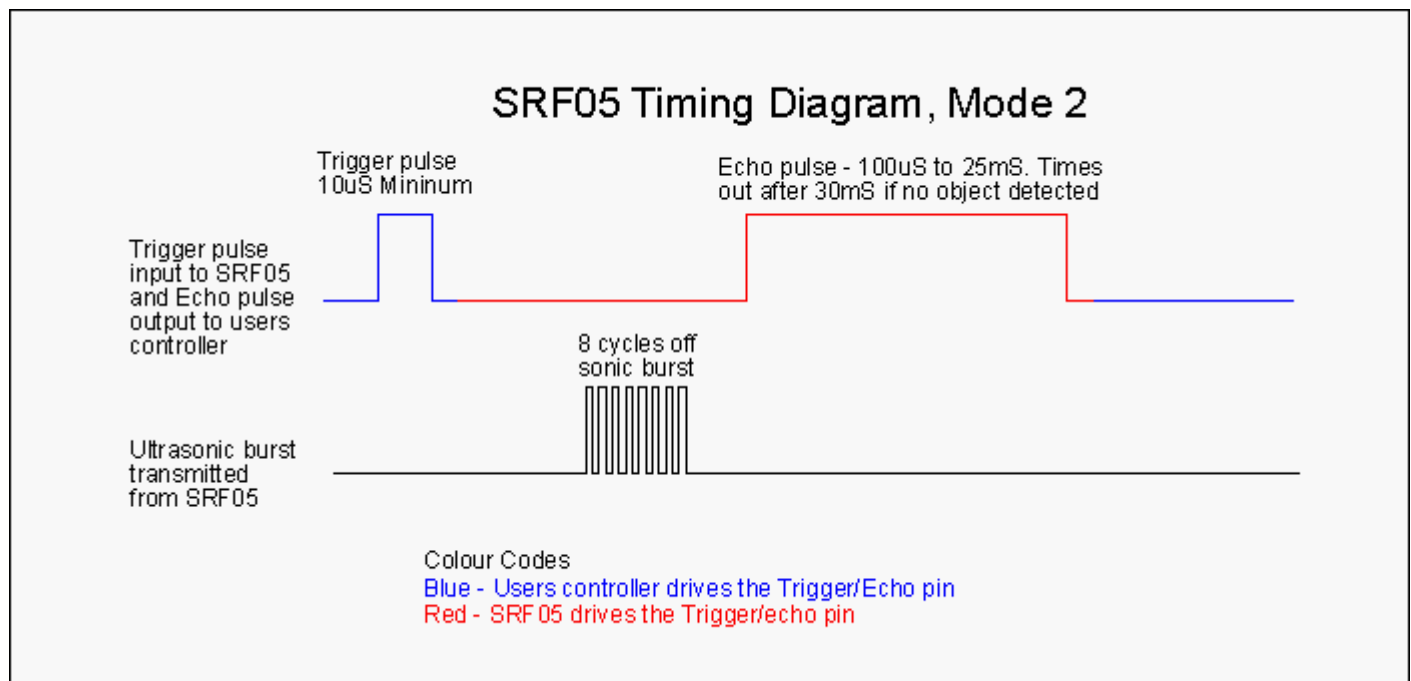 SRF05 Timing Diagram, Mode 2
Trigger pulse
10uS Mininum
Echo pulse - 100uS to 25mS. Times
out after 30mS if no object detected
Trigger pulse
input to SRF05
and Echo pulse
output to users
controller
8 cycles off
sonic burst
Ultrasonic burst
transmitted
from SRF05
Colour Codes
Blue - Users controller drives the Trigger/Echo pin
Red - SRF05 drives the Trigger/echo pin